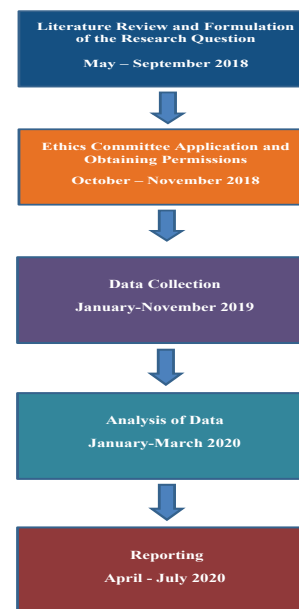 Literature Review and Formulation
of the Research Question
May – September 2018
Ethics Committee Application and
Obtaining Permissions
October – November 2018
Data Collection
January-November 2019
Analysis of Data
January-March 2020
Reporting
April - July 2020